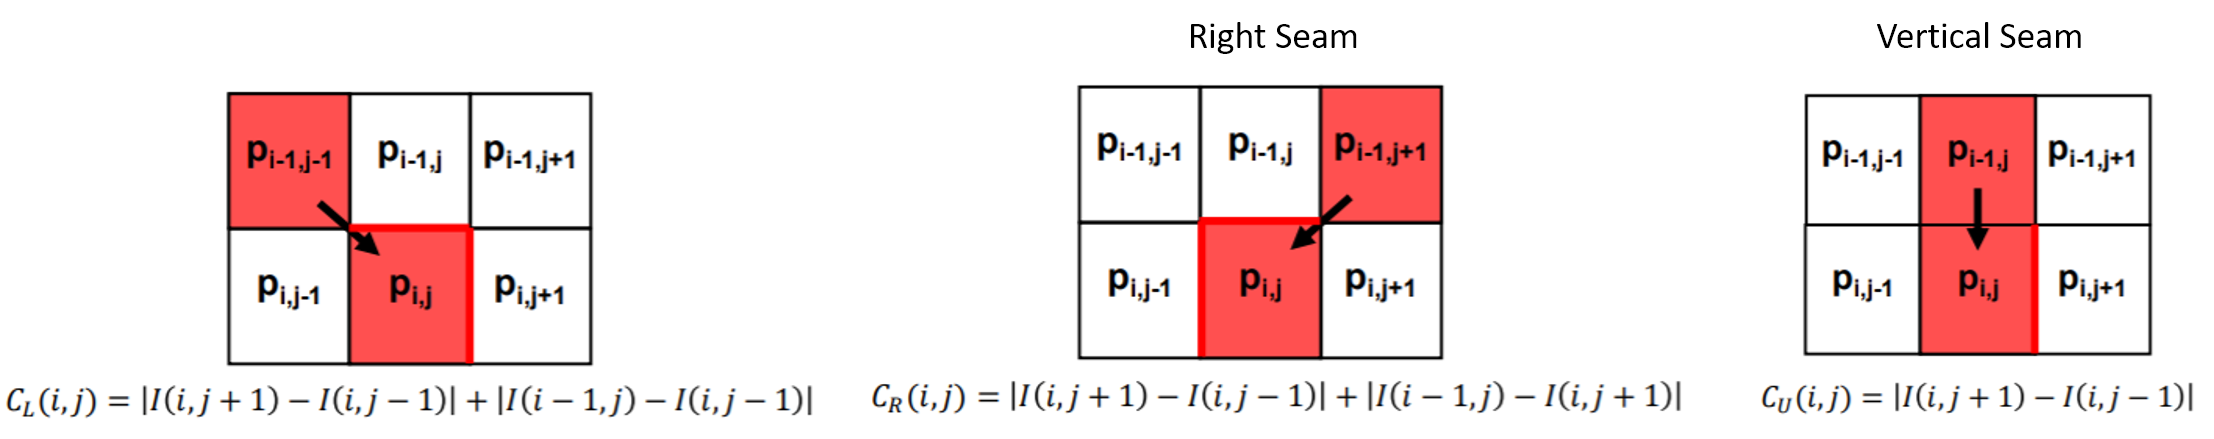 Right Seam
Vertical Seam
p_{i-1,j-1} p_{i-1,j} p_{i-1,j+1}
p_{i,j-1} p_{i,j} p_{i,j+1}
C_L(i,j) = |I(i,j + 1) − I(i,j − 1)| + |I(i − 1,j) − I(i,j − 1)|
p_{i-1,j-1} p_{i-1,j} p_{i-1,j+1}
p_{i,j-1} p_{i,j} p_{i,j+1}
C_R(i,j) = |I(i,j + 1) − I(i,j − 1)| + |I(i − 1,j) − I(i,j + 1)|
p_{i-1,j-1} p_{i-1,j} p_{i-1,j+1}
p_{i,j-1} p_{i,j} p_{i,j+1}
C_U(i,j) = |I(i,j + 1) − I(i,j − 1)|